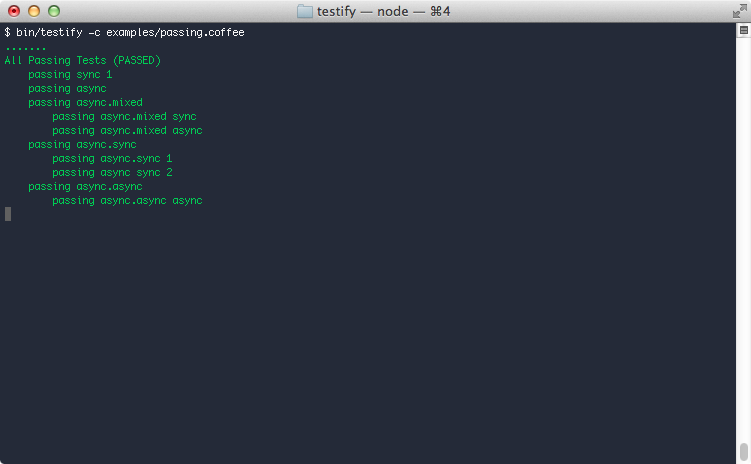 testify — node — ⌘4
$ bin/testify -c examples/passing.coffee
.......
All Passing Tests (PASSED)
passing sync 1
passing async
passing async.mixed
passing async.mixed sync
passing async.mixed async
passing async.sync
passing async.sync 1
passing async sync 2
passing async.async
passing async.async async